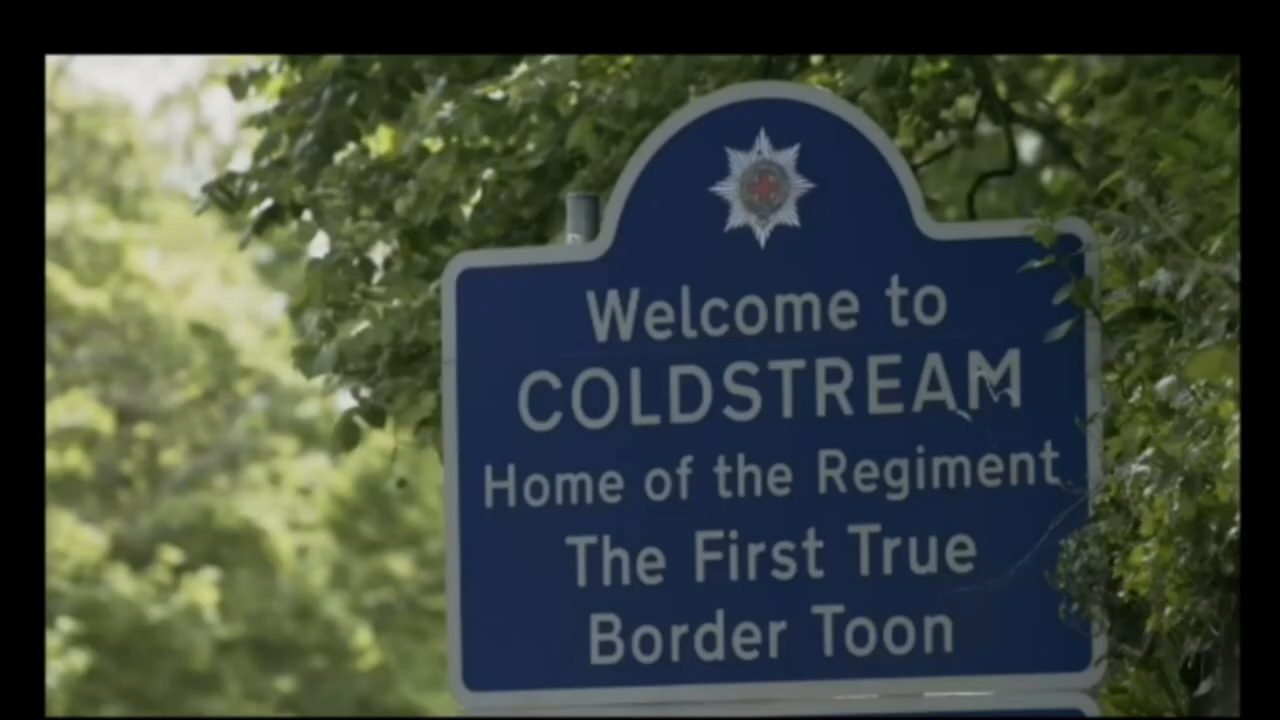 Welcome to
COLDSTREAM
Home of the Regiment
The First True
Border Toon